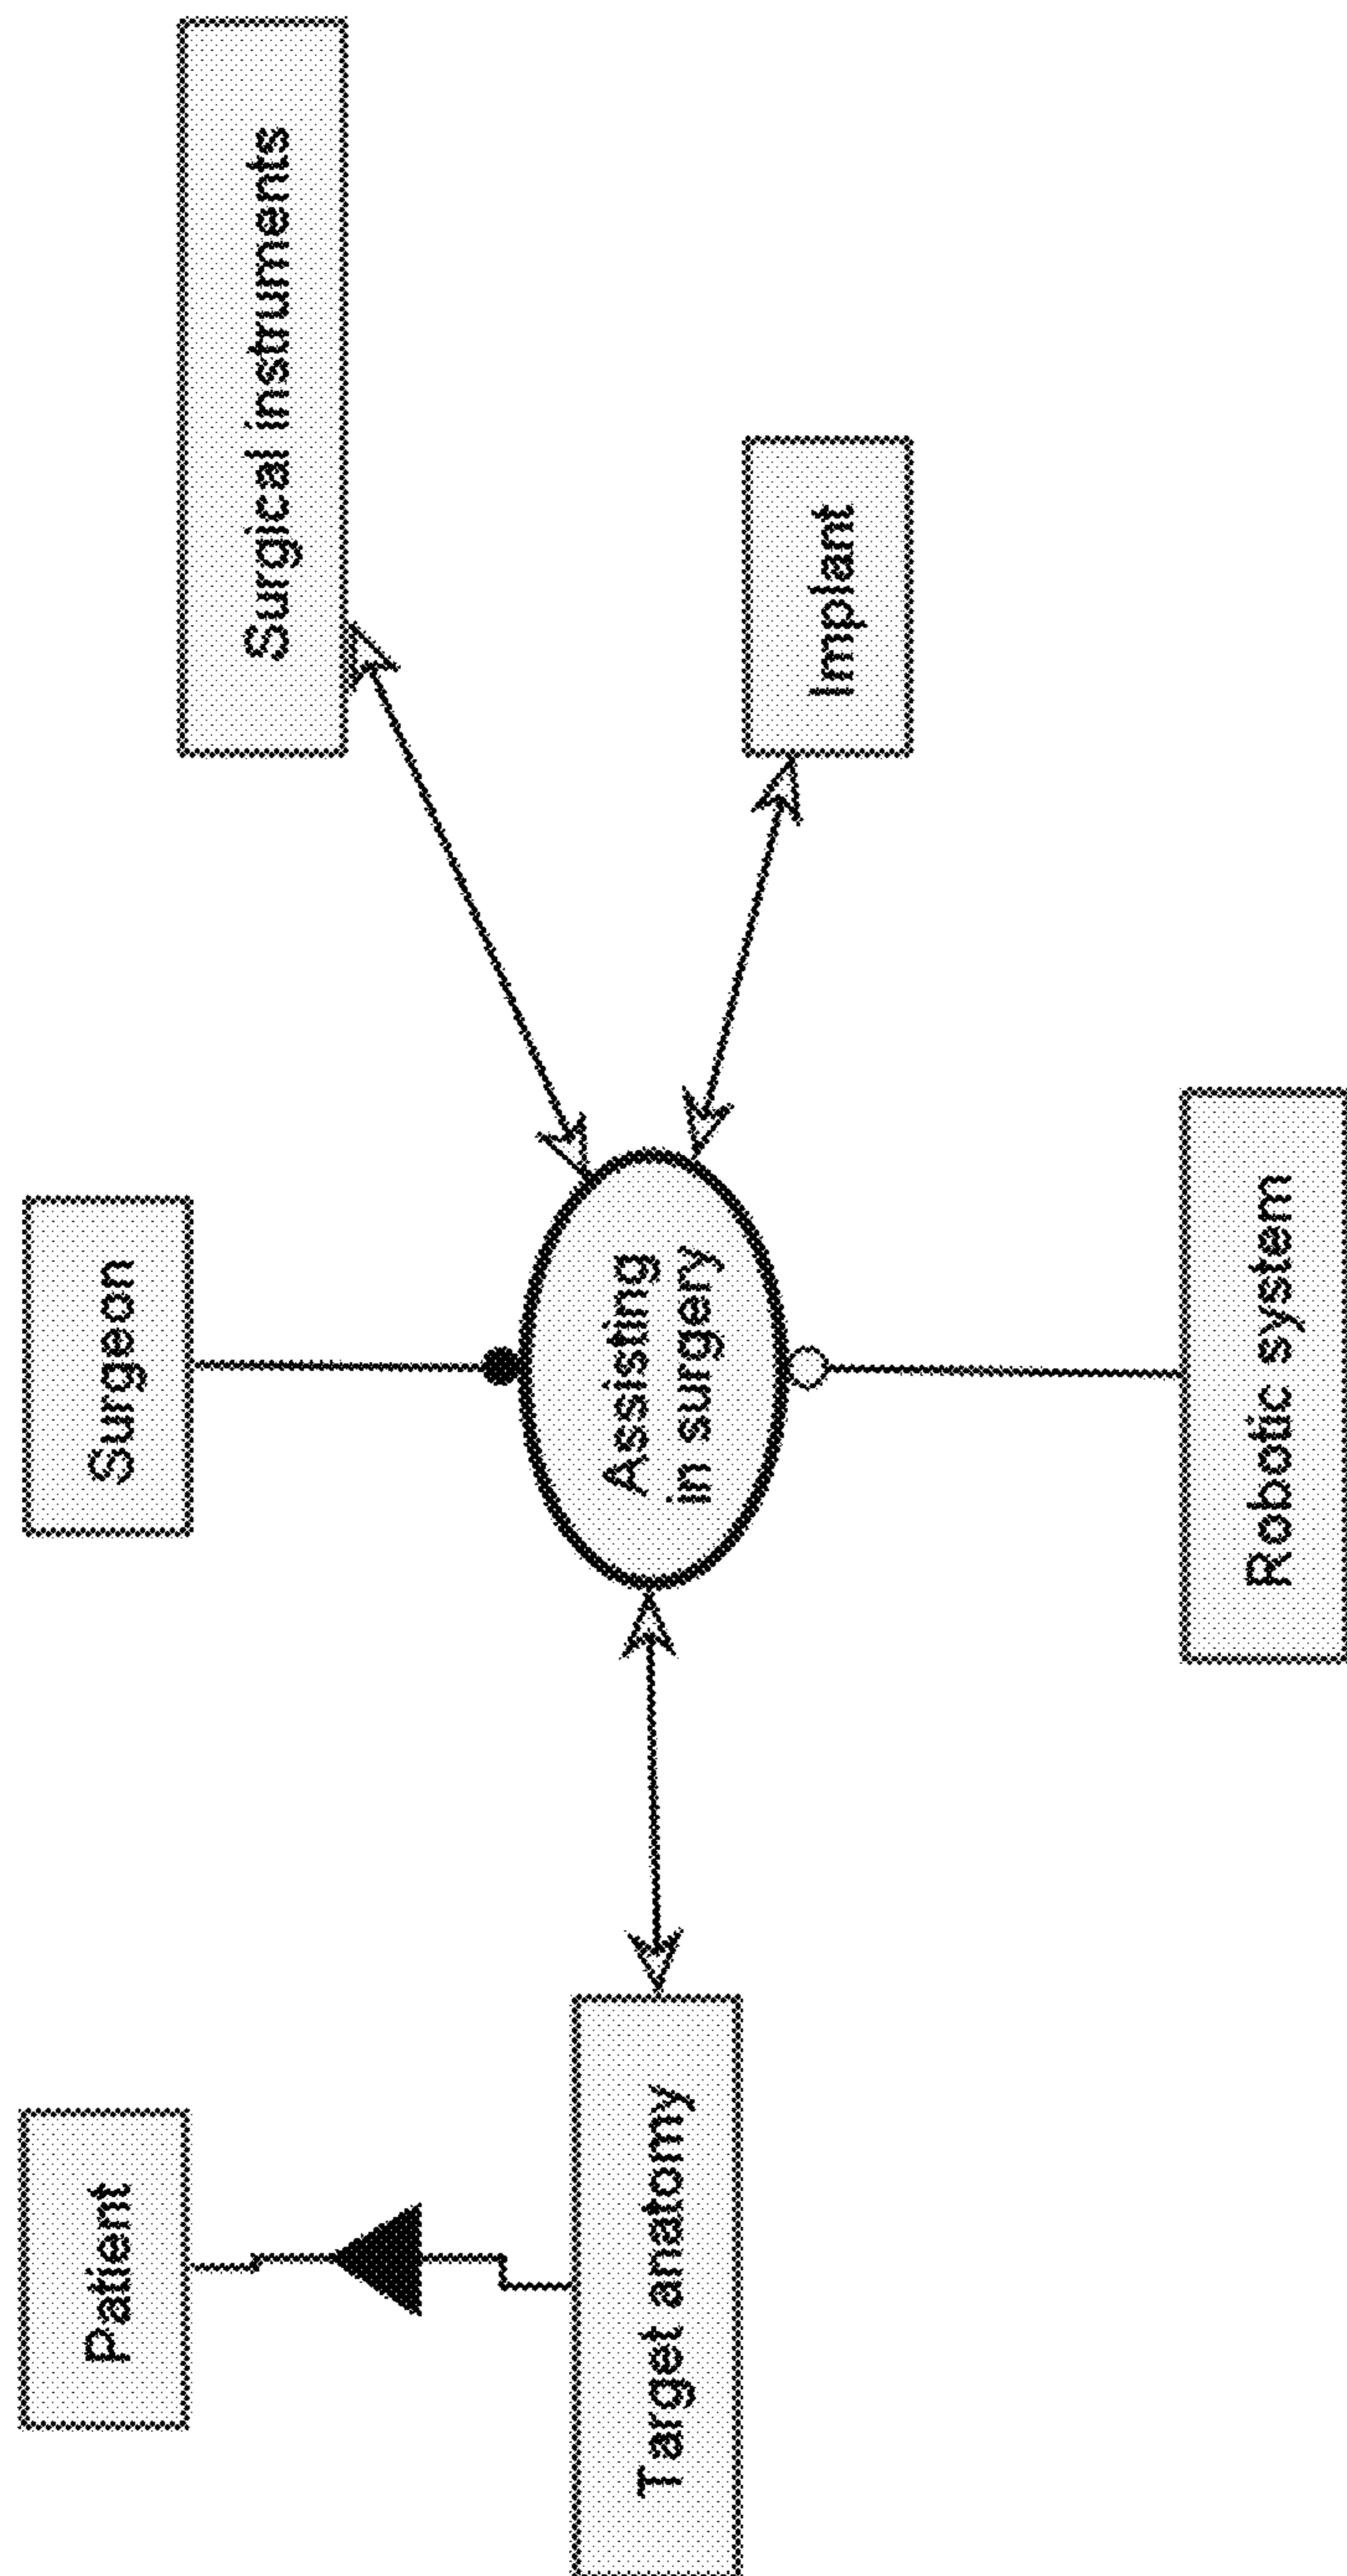 Patient
Surgeon
Surgical instruments
Target anatomy
Assisting
in surgery
Implant
Robotic system